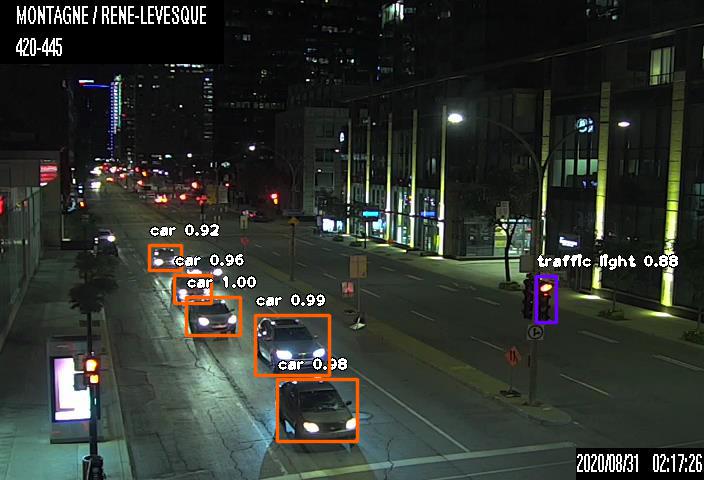 MONTAGNE / RENE-LEVESQUE
420-445
car 0.92
car 0.96
car 1.00
car 0.99
car 0.98
traffic light 0.88
2020/08/31 02:17:26